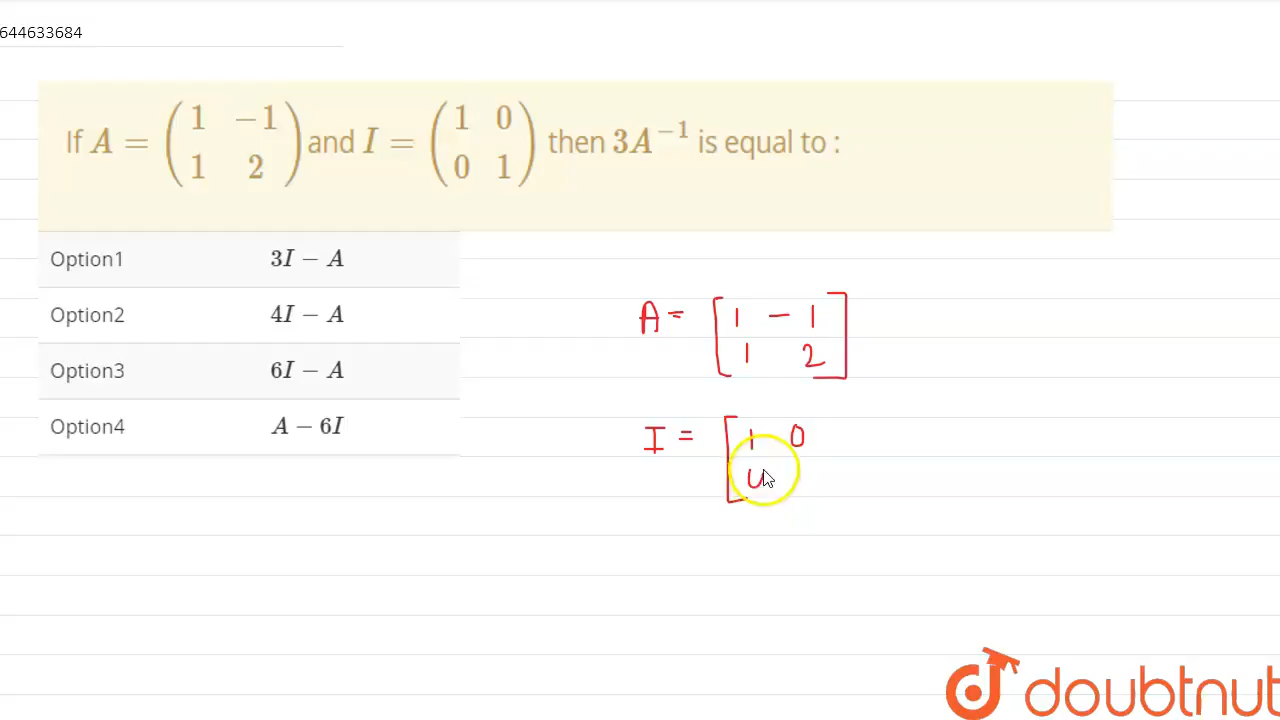 644633684
If A = ( 1 −1 ) and I = ( 1 0 ) then 3A⁻¹ is equal to :
1 2 0 1
Option1 3I − A
Option2 4I − A
Option3 6I − A
Option4 A − 6I
A = [ 1 − 1 ]
1 2
I = [ 1 0
doubtnut